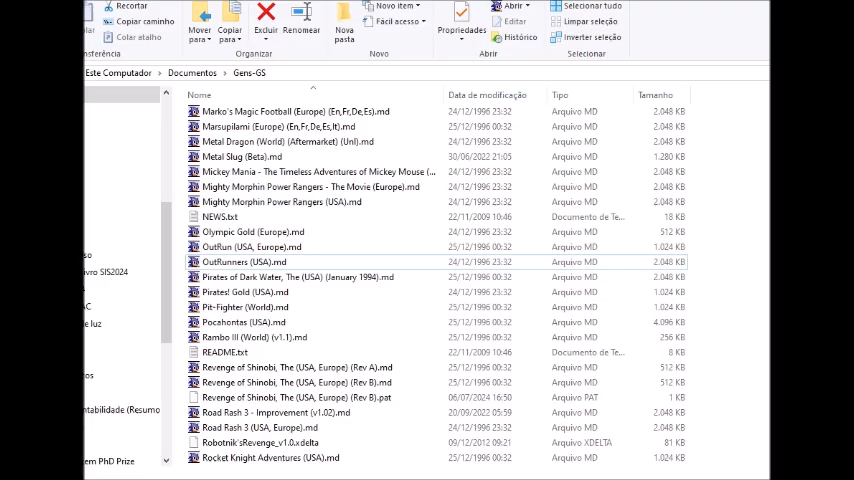 Recortar
Copiar caminho
Colar atalho
Mover para
Copiar para
Excluir
Renomear
Nova pasta
Novo item
Fácil acesso
Propriedades
Abrir
Editar
Histórico
Selecionar tudo
Limpar seleção
Inverter seleção
Organizar
Novo
Abrir
Selecionar
Este Computador > Documentos > Gens-GS
Nome Data de modificação Tipo Tamanho
Marko's Magic Football (Europe) (En,Fr,De,Es).md 24/12/1996 23:32 Arquivo MD 2.048 KB
Marsupilami (Europe) (En,Fr,De,Es,It).md 25/12/1996 00:32 Arquivo MD 2.048 KB
Metal Dragon (World) (Aftermarket) (Unl).md 24/12/1996 23:32 Arquivo MD 2.048 KB
Metal Slug (Beta).md 30/06/2022 21:05 Arquivo MD 1.280 KB
Mickey Mania - The Timeless Adventures of Mickey Mouse (... 24/12/1996 23:32 Arquivo MD 2.048 KB
Mighty Morphin Power Rangers - The Movie (Europe).md 24/12/1996 23:32 Arquivo MD 2.048 KB
Mighty Morphin Power Rangers (USA).md 24/12/1996 23:32 Arquivo MD 2.048 KB
NEWS.txt 22/11/2009 10:46 Documento de Te... 18 KB
Olympic Gold (Europe).md 24/12/1996 23:32 Arquivo MD 512 KB
OutRun (USA, Europe).md 25/12/1996 00:32 Arquivo MD 1.024 KB
OutRunners (USA).md 24/12/1996 23:32 Arquivo MD 2.048 KB
Pirates of Dark Water, The (USA) (January 1994).md 25/12/1996 00:32 Arquivo MD 2.048 KB
Pirates! Gold (USA).md 25/12/1996 00:32 Arquivo MD 1.024 KB
Pit-Fighter (World).md 25/12/1996 00:32 Arquivo MD 1.024 KB
Pocahontas (USA).md 25/12/1996 00:32 Arquivo MD 4.096 KB
Rambo III (World) (v1.1).md 25/12/1996 00:32 Arquivo MD 256 KB
README.txt 22/11/2009 10:46 Documento de Te... 8 KB
Revenge of Shinobi, The (USA, Europe) (Rev A).md 25/12/1996 00:32 Arquivo MD 512 KB
Revenge of Shinobi, The (USA, Europe) (Rev B).md 25/12/1996 00:32 Arquivo MD 512 KB
Revenge of Shinobi, The (USA, Europe) (Rev B).pat 06/07/2024 16:50 Arquivo PAT 1 KB
Road Rash 3 - Improvement (v1.02).md 20/09/2022 05:59 Arquivo MD 2.048 KB
Road Rash 3 (USA, Europe).md 24/12/1996 23:32 Arquivo MD 2.048 KB
Robotnik'sRevenge_v1.0.xdelta 09/12/2012 09:21 Arquivo XDELTA 81 KB
Rocket Knight Adventures (USA).md 25/12/1996 00:32 Arquivo MD 1.024 KB
so
ivro SIS2024
AC
de luz
os
ntabilidade (Resumo
em PhD Prize